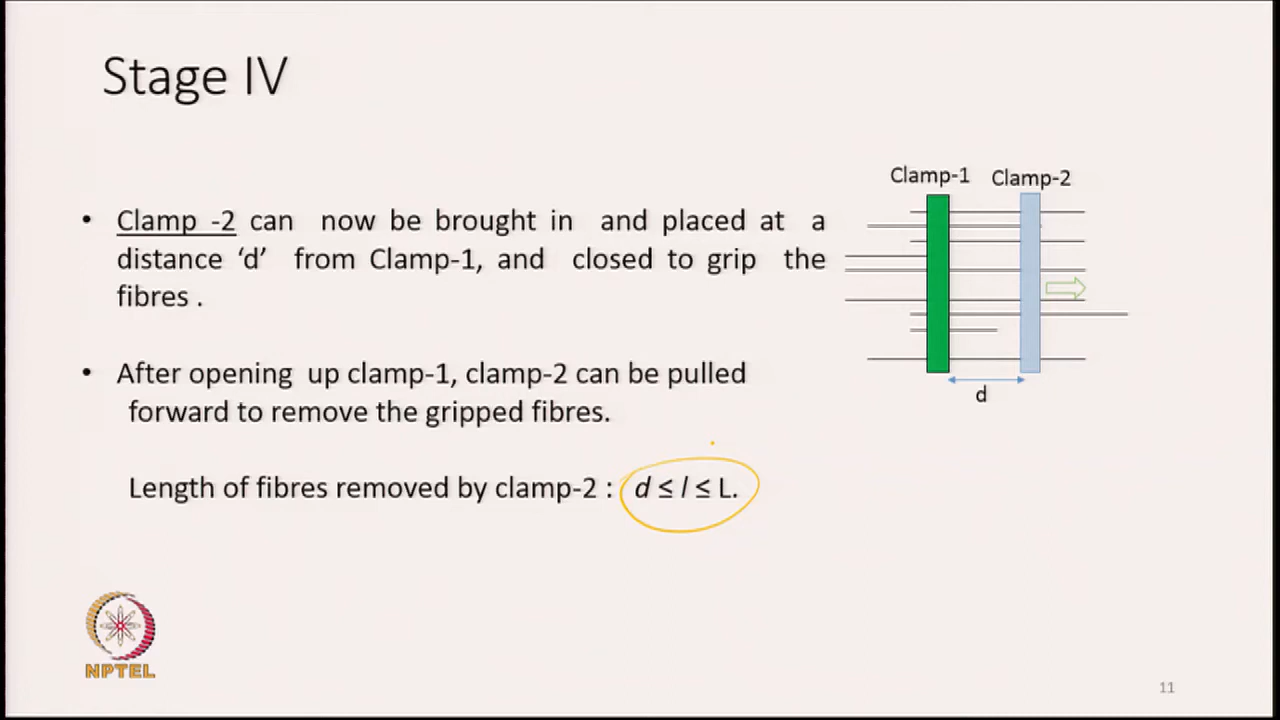 Stage IV
Clamp-1 Clamp-2
• Clamp -2 can now be brought in and placed at a
distance ‘d’ from Clamp-1, and closed to grip the
fibres .
d
• After opening up clamp-1, clamp-2 can be pulled
forward to remove the gripped fibres.
Length of fibres removed by clamp-2 : d ≤ l ≤ L.
NPTEL
11